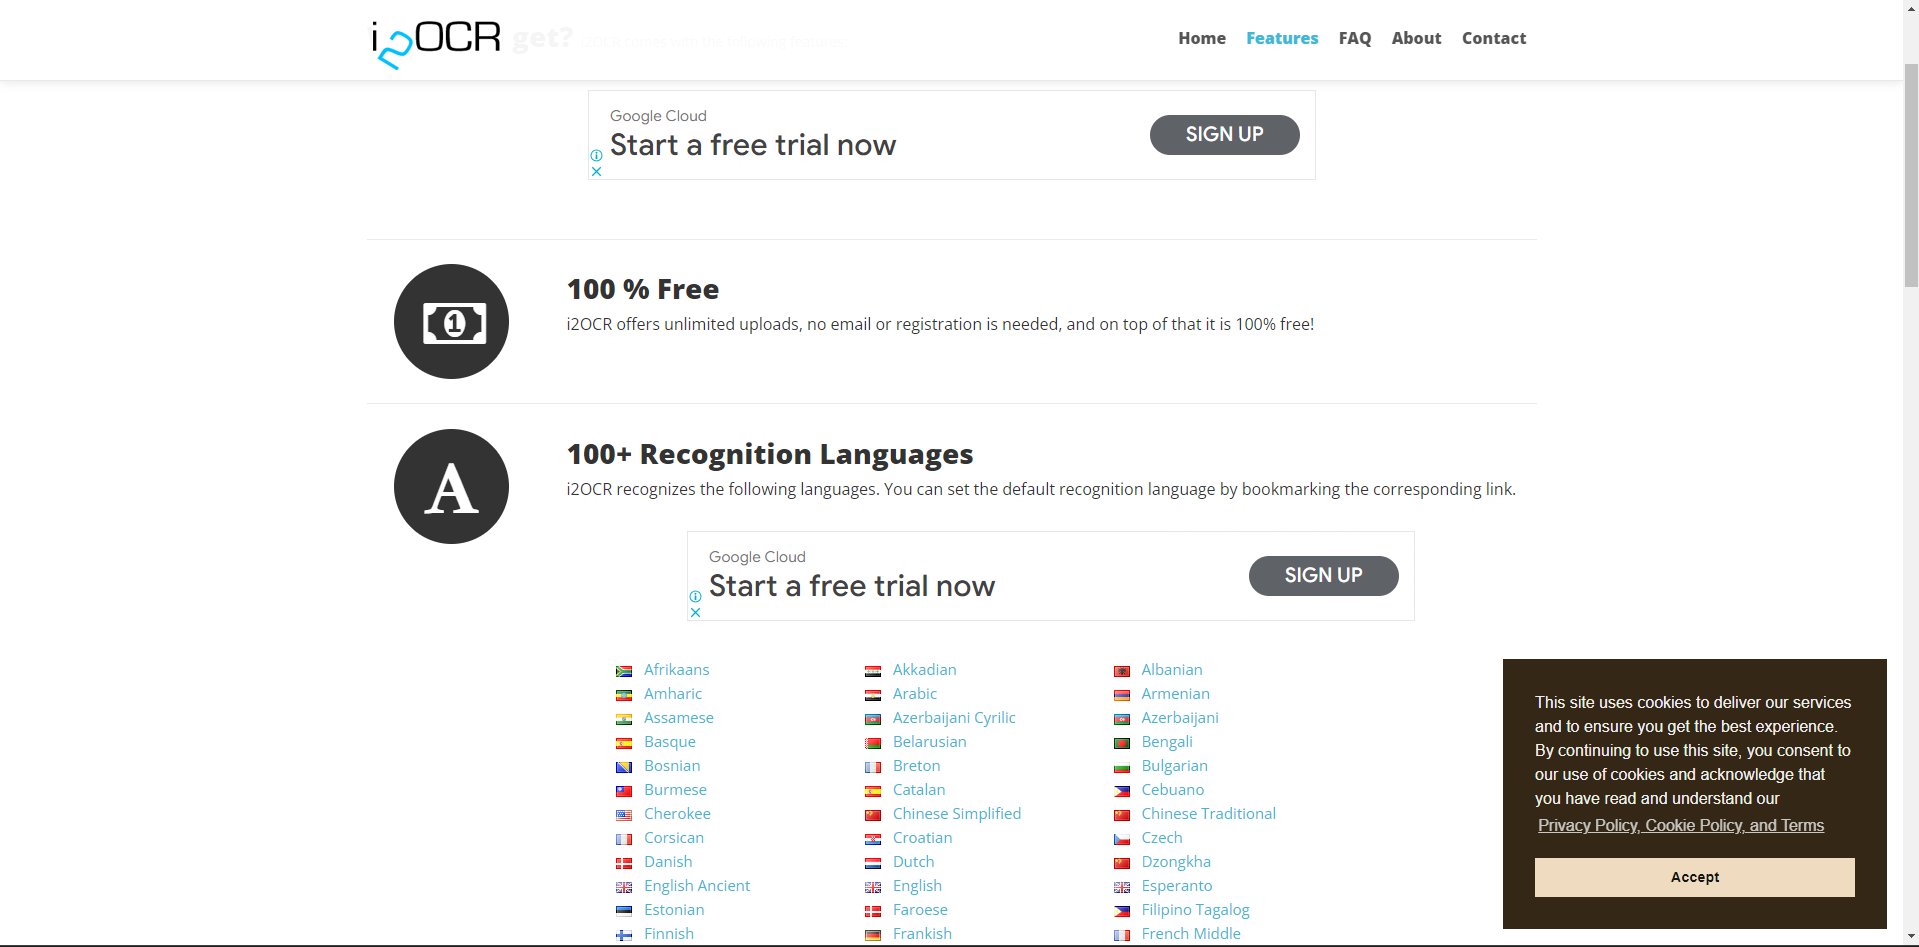 i2OCR
get?
Home Features FAQ About Contact
Google Cloud
Start a free trial now
SIGN UP
100 % Free
i2OCR offers unlimited uploads, no email or registration is needed, and on top of that it is 100% free!
100+ Recognition Languages
i2OCR recognizes the following languages. You can set the default recognition language by bookmarking the corresponding link.
Google Cloud
Start a free trial now
SIGN UP
Afrikaans Akkadian Albanian
Amharic Arabic Armenian
Assamese Azerbaijani Cyrilic Azerbaijani
Basque Belarusian Bengali
Bosnian Breton Bulgarian
Burmese Catalan Cebuano
Cherokee Chinese Simplified Chinese Traditional
Corsican Croatian Czech
Danish Dutch Dzongkha
English Ancient English Esperanto
Estonian Faroese Filipino Tagalog
Finnish Frankish French Middle
This site uses cookies to deliver our services
and to ensure you get the best experience.
By continuing to use this site, you consent to
our use of cookies and acknowledge that
you have read and understand our
Privacy Policy, Cookie Policy, and Terms
Accept